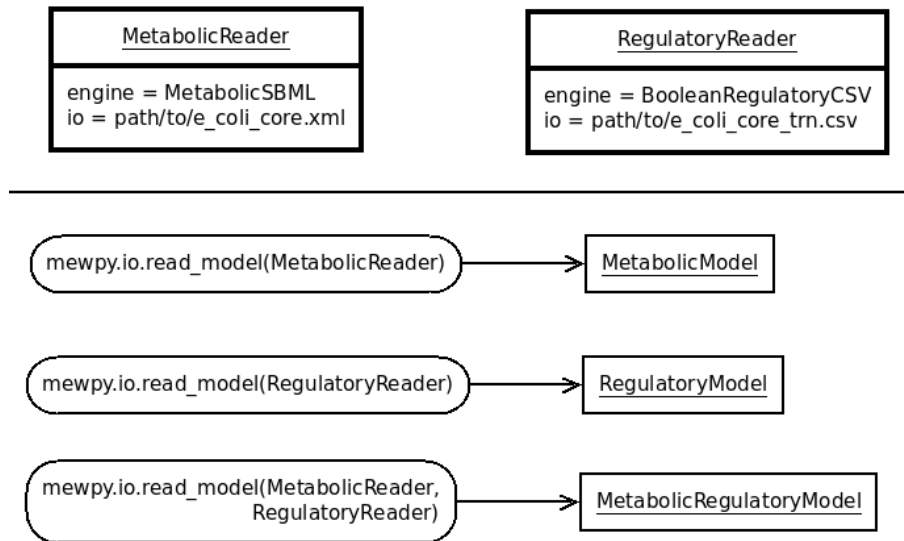 MetabolicReader
engine = MetabolicSBML
io = path/to/e_coli_core.xml
RegulatoryReader
engine = BooleanRegulatoryCSV
io = path/to/e_coli_core_trn.csv
mewpy.io.read_model(MetabolicReader)
MetabolicModel
mewpy.io.read_model(RegulatoryReader)
RegulatoryModel
mewpy.io.read_model(MetabolicReader,
RegulatoryReader)
MetabolicRegulatoryModel